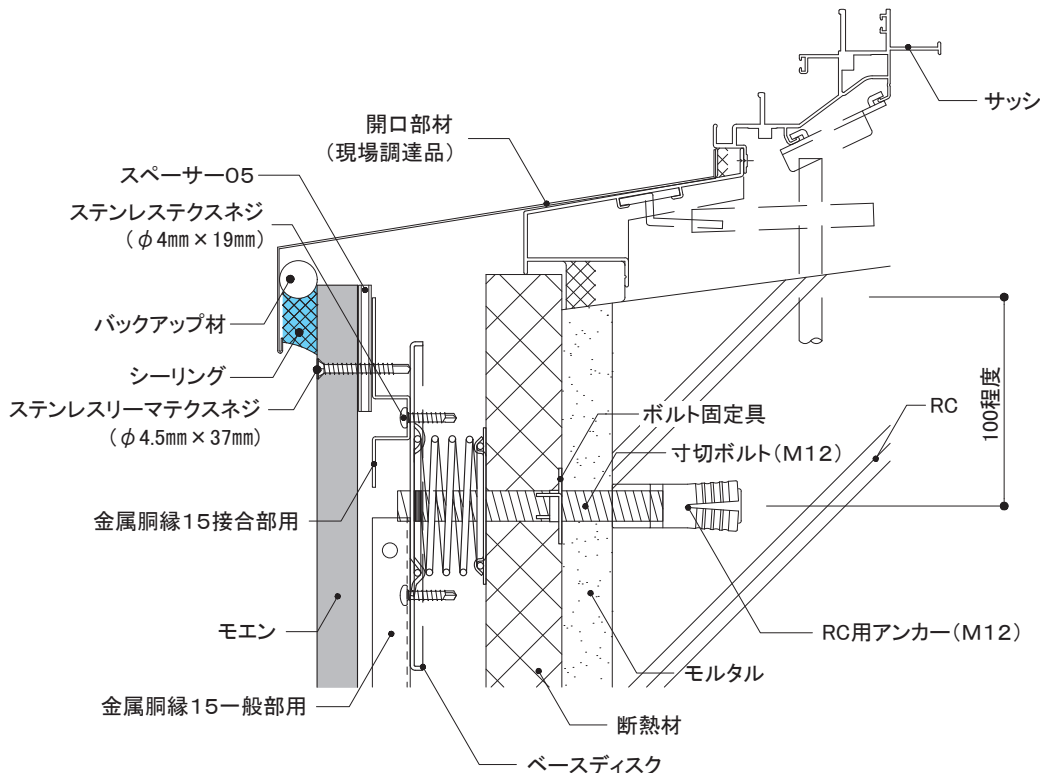 サッシ
開口部材
（現場調達品）
スペーサー05
ステンレステクスネジ
（φ4mm×19mm）
バックアップ材
シーリング
ステンレスリーマテクスネジ
（φ4.5mm×37mm）
ボルト固定具
RC
100程度
寸切ボルト（M12）
金属胴縁15接合部用
モエン
RC用アンカー（M12）
モルタル
金属胴縁15一般部用
断熱材
ベースディスク